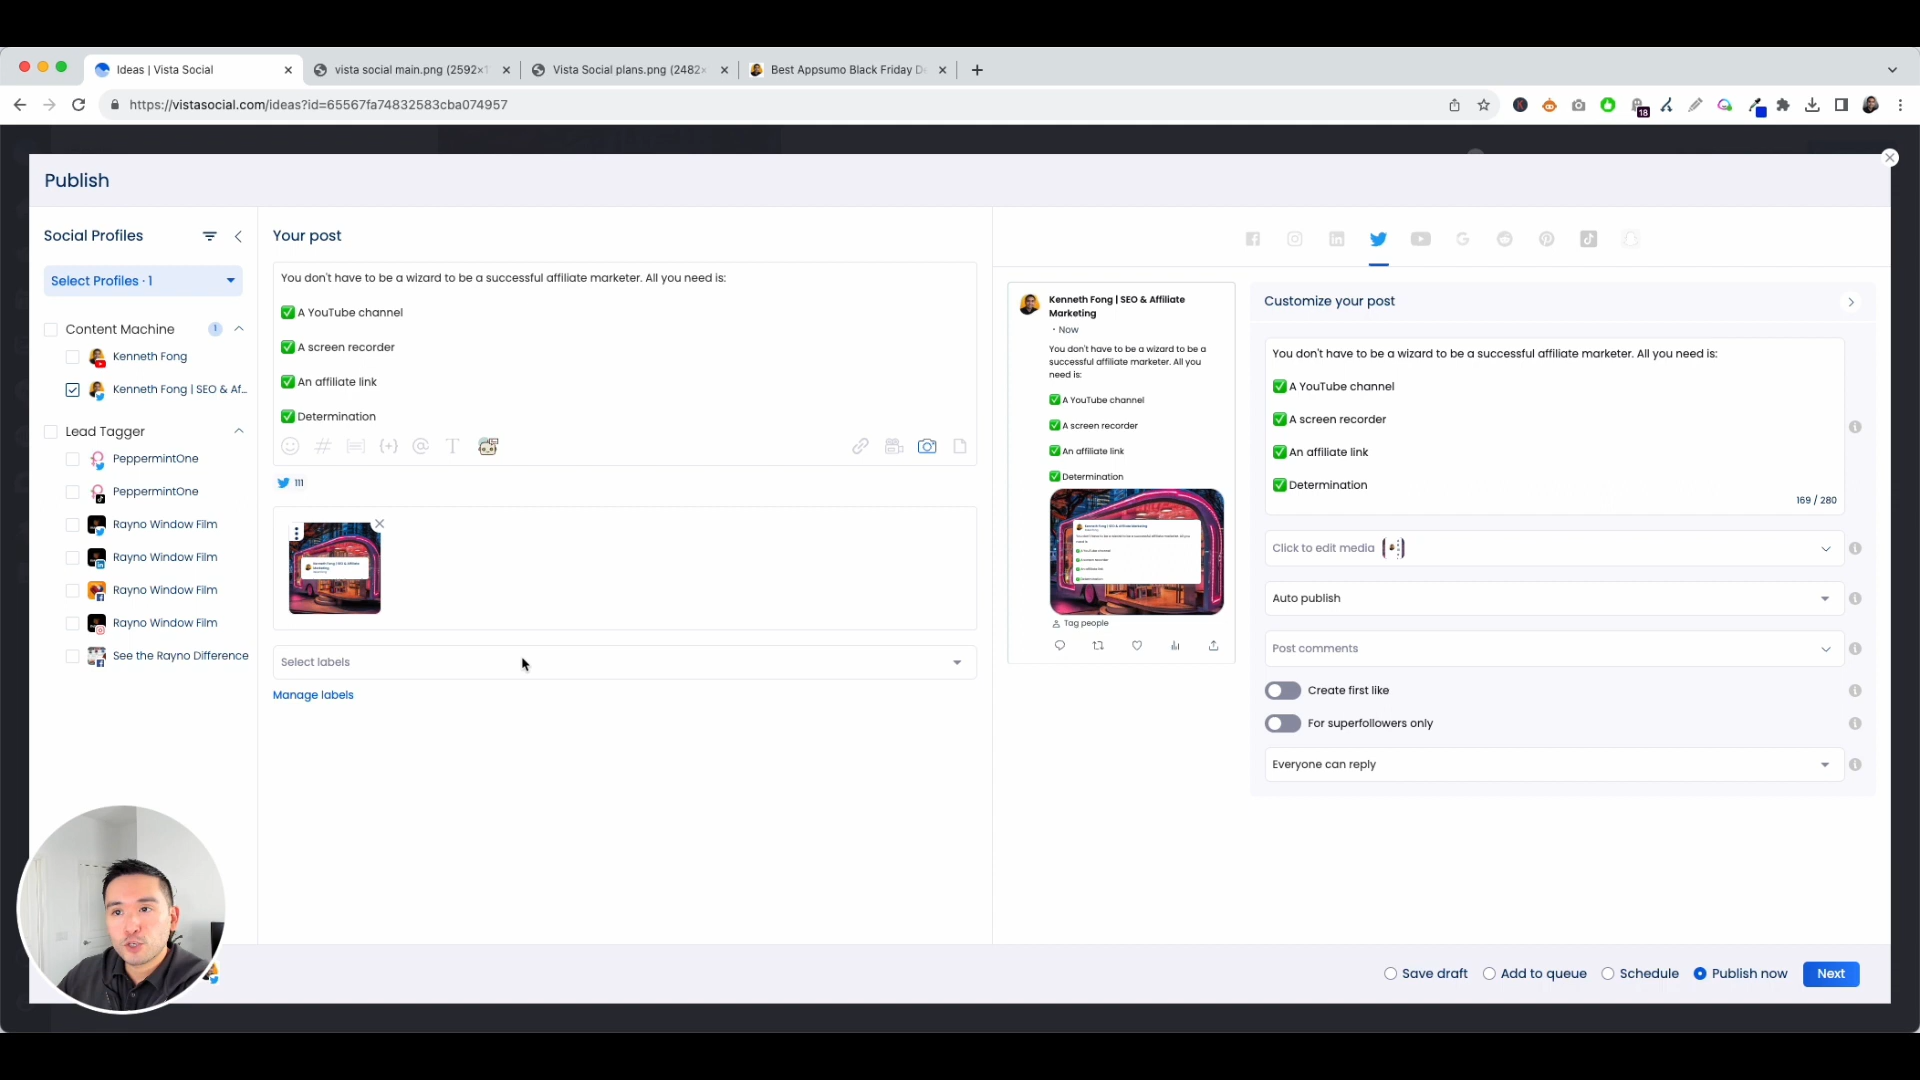 Ideas | Vista Social
vista social main.png (2592×1
Vista Social plans.png (2482×
Best Appsumo Black Friday De
https://vistasocial.com/ideas?id=65567fa74832583cba074957
18
Publish
Social Profiles
Select Profiles · 1
Content Machine
1
Kenneth Fong
Kenneth Fong | SEO & Af...
Lead Tagger
PeppermintOne
PeppermintOne
Rayno Window Film
Rayno Window Film
Rayno Window Film
Rayno Window Film
See the Rayno Difference
Your post
You don't have to be a wizard to be a successful affiliate marketer. All you need is:
✅ A YouTube channel
✅ A screen recorder
✅ An affiliate link
✅ Determination
111
Select labels
Manage labels
Kenneth Fong | SEO & Affiliate
Marketing
· Now
You don't have to be a wizard to be a
successful affiliate marketer. All you
need is:
✅ A YouTube channel
✅ A screen recorder
✅ An affiliate link
✅ Determination
Tag people
Customize your post
You don't have to be a wizard to be a successful affiliate marketer. All you need is:
✅ A YouTube channel
✅ A screen recorder
✅ An affiliate link
✅ Determination
169 / 280
Click to edit media
Auto publish
Post comments
Create first like
For superfollowers only
Everyone can reply
Save draft
Add to queue
Schedule
Publish now
Next